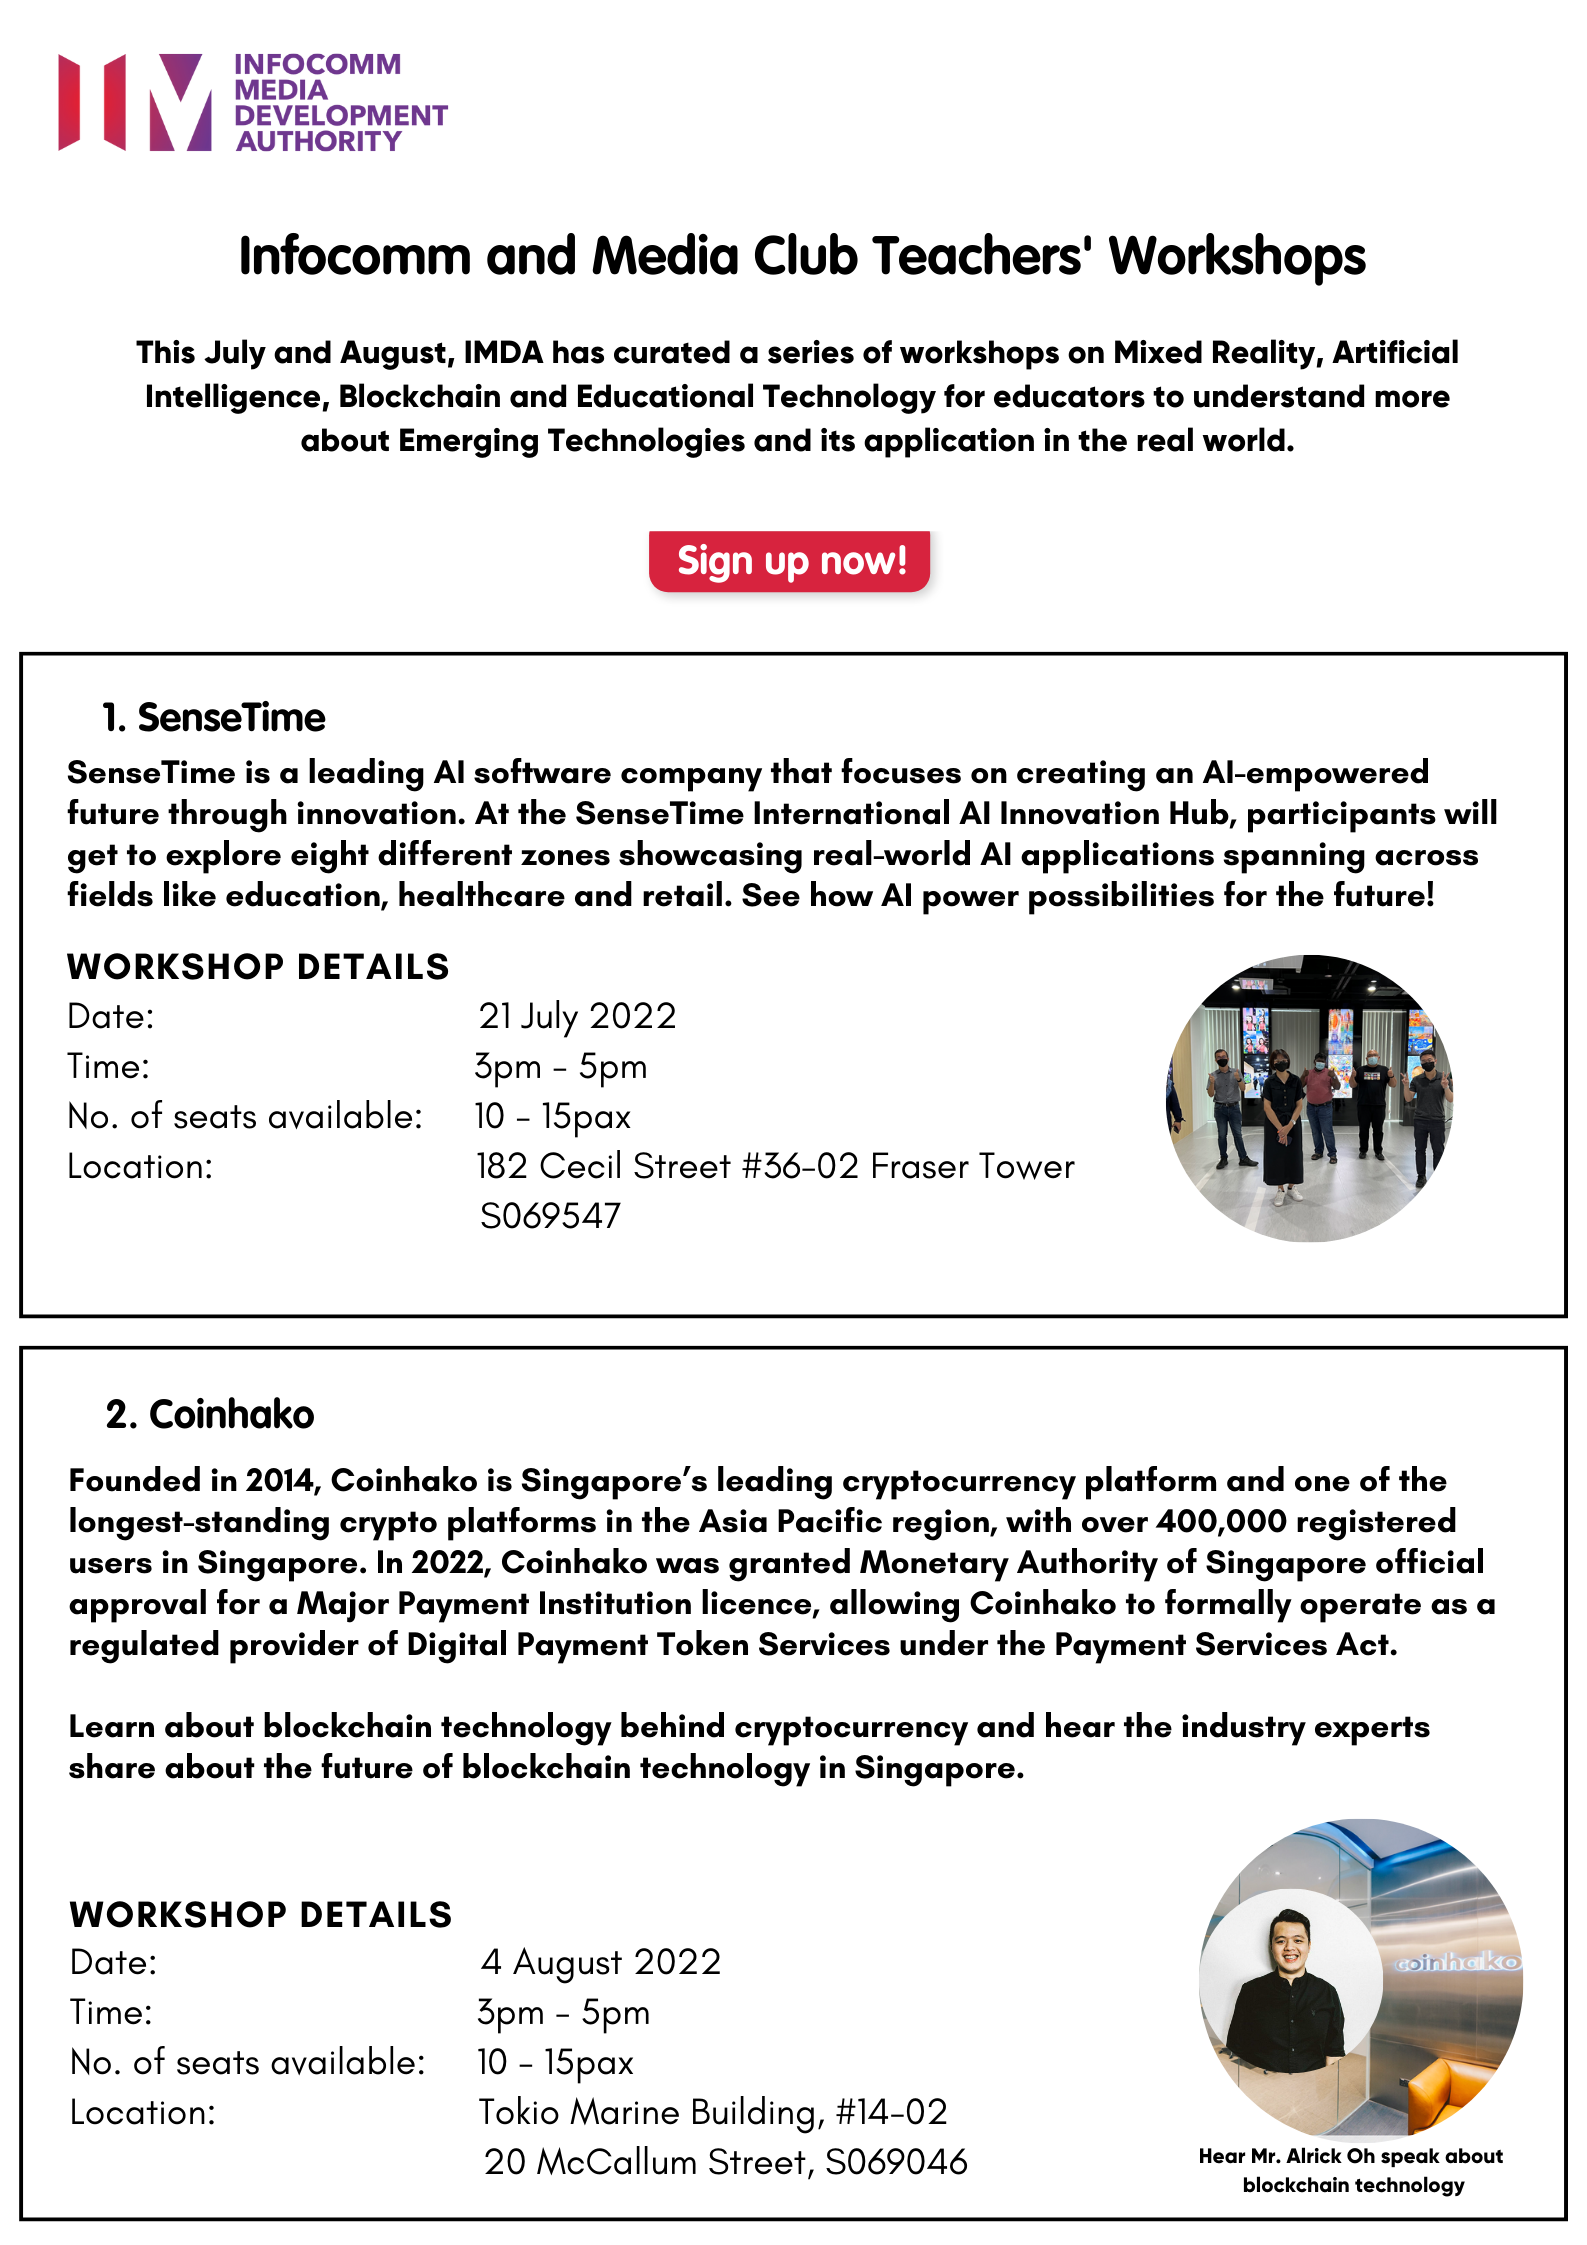 INFOCOMM
MEDIA
DEVELOPMENT
AUTHORITY
Infocomm and Media Club Teachers' Workshops
This July and August, IMDA has curated a series of workshops on Mixed Reality, Artificial
Intelligence, Blockchain and Educational Technology for educators to understand more
about Emerging Technologies and its application in the real world.
Sign up now!
1. SenseTime
SenseTime is a leading AI software company that focuses on creating an AI-empowered
future through innovation. At the SenseTime International AI Innovation Hub, participants will
get to explore eight different zones showcasing real-world AI applications spanning across
fields like education, healthcare and retail. See how AI power possibilities for the future!
WORKSHOP DETAILS
Date: 21 July 2022
Time: 3pm - 5pm
No. of seats available: 10 - 15pax
Location: 182 Cecil Street #36-02 Fraser Tower
S069547
2. Coinhako
Founded in 2014, Coinhako is Singapore’s leading cryptocurrency platform and one of the
longest-standing crypto platforms in the Asia Pacific region, with over 400,000 registered
users in Singapore. In 2022, Coinhako was granted Monetary Authority of Singapore official
approval for a Major Payment Institution licence, allowing Coinhako to formally operate as a
regulated provider of Digital Payment Token Services under the Payment Services Act.
Learn about blockchain technology behind cryptocurrency and hear the industry experts
share about the future of blockchain technology in Singapore.
WORKSHOP DETAILS
Date: 4 August 2022
Time: 3pm - 5pm
No. of seats available: 10 - 15pax
Location: Tokio Marine Building, #14-02
20 McCallum Street, S069046
coinhako
Hear Mr. Alrick Oh speak about
blockchain technology